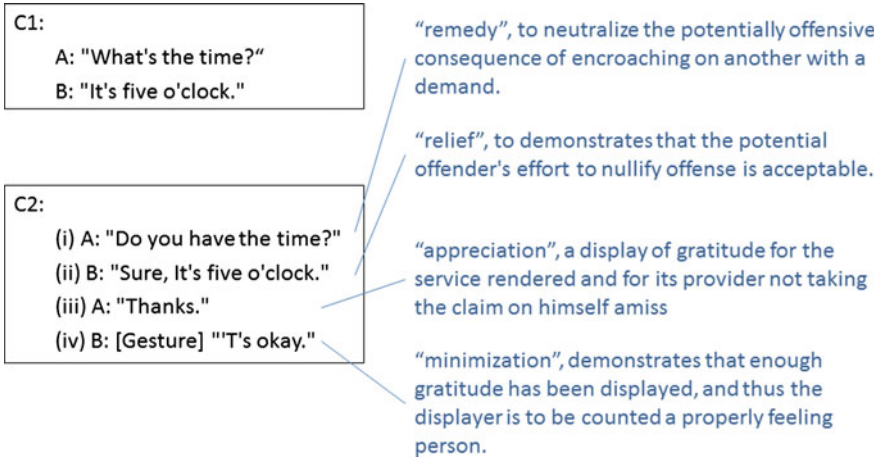 C1:
A: "What's the time?“
B: "It's five o'clock."
C2:
(i) A: "Do you have the time?"
(ii) B: "Sure, It's five o'clock."
(iii) A: "Thanks."
(iv) B: [Gesture] "'T's okay."
“remedy”, to neutralize the potentially offensive
consequence of encroaching on another with a
demand.
“relief”, to demonstrates that the potential
offender's effort to nullify offense is acceptable.
“appreciation”, a display of gratitude for the
service rendered and for its provider not taking
the claim on himself amiss
“minimization”, demonstrates that enough
gratitude has been displayed, and thus the
displayer is to be counted a properly feeling
person.